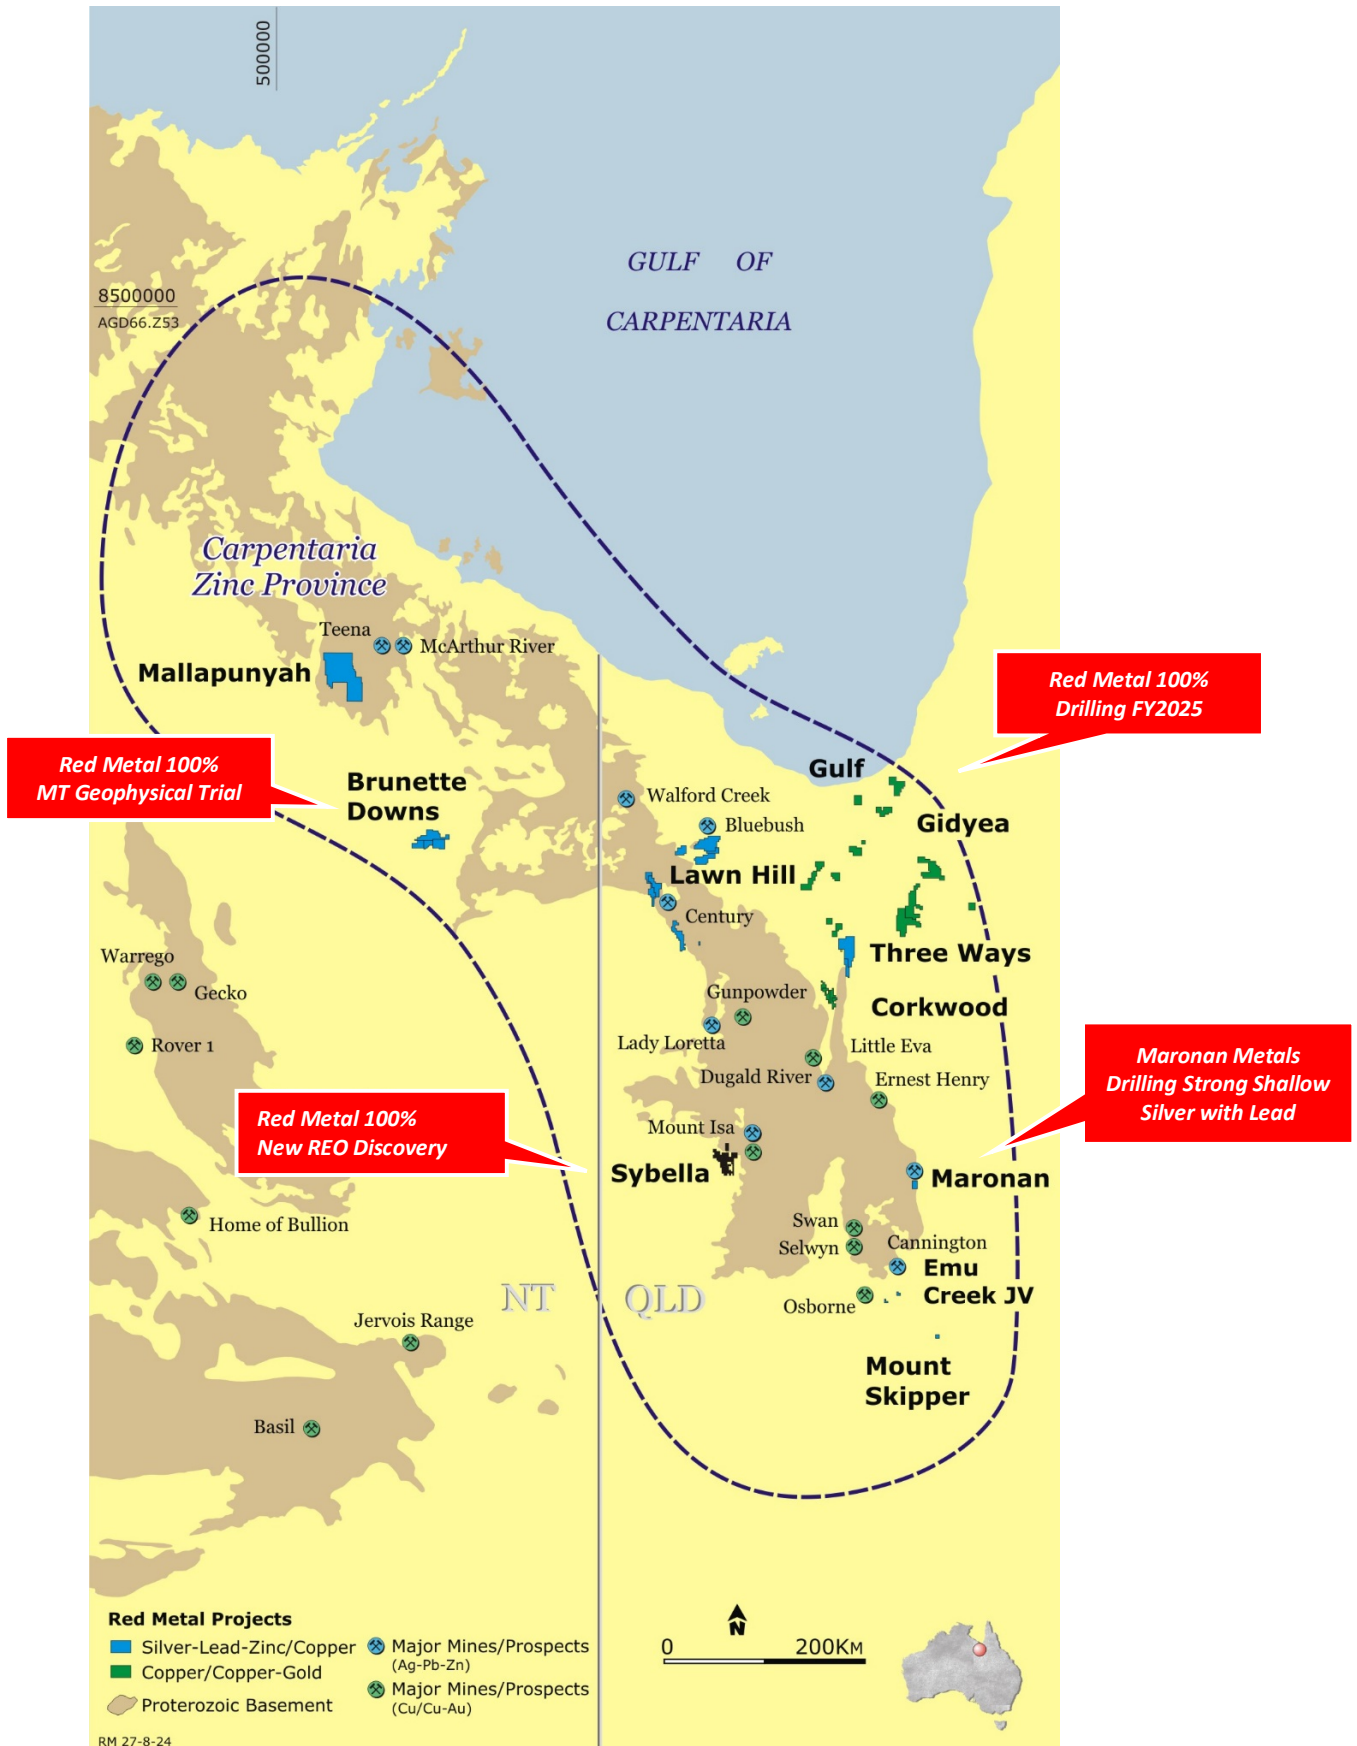 500000
GULF OF
CARPENTARIA
8500000
AGD66.Z53
Carpentaria
Zinc Province
Teena
McArthur River
Mallapunyah
Red Metal 100%
Drilling FY2025
Red Metal 100%
MT Geophysical Trial
Brunette
Downs
Gulf
Walford Creek
Bluebush
Gidyea
Lawn Hill
Century
Three Ways
Warrego
Gecko
Gunpowder
Corkwood
Rover 1
Lady Loretta
Little Eva
Dugald River
Ernest Henry
Maronan Metals
Drilling Strong Shallow
Silver with Lead
Red Metal 100%
New REO Discovery
Mount Isa
Sybella
Maronan
Home of Bullion
Swan
Selwyn
Cannington
Emu
Creek JV
NT
QLD
Osborne
Jervois Range
Mount
Skipper
Basil
Red Metal Projects
Silver-Lead-Zinc/Copper
Copper/Copper-Gold
Proterozoic Basement
Major Mines/Prospects
(Ag-Pb-Zn)
Major Mines/Prospects
(Cu/Cu-Au)
N
0 200KM
RM 27-8-24